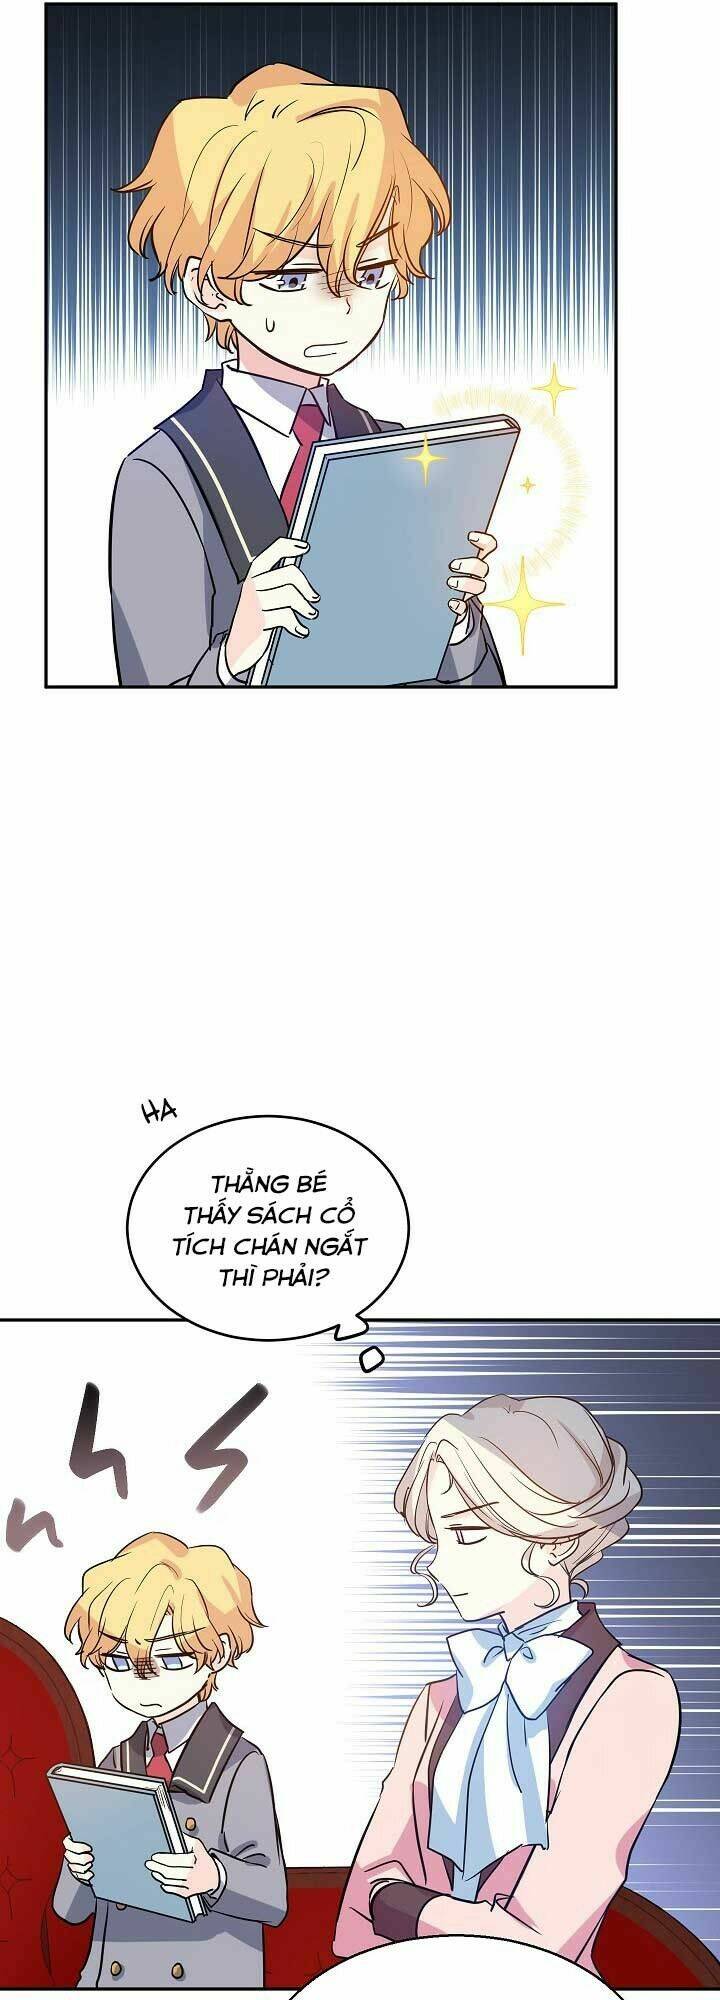 HA
THẰNG BÉ
THẤY SÁCH CỔ
TÍCH CHÁN NGẮT
THÌ PHẢI?